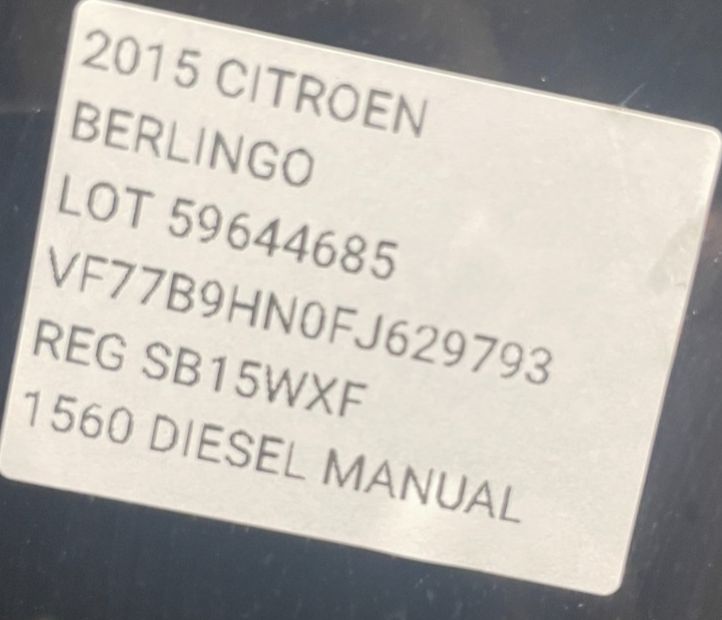 2015 CITROEN
BERLINGO
LOT 59644685
VF77B9HN0FJ629793
REG SB15WXF
1560 DIESEL MANUAL